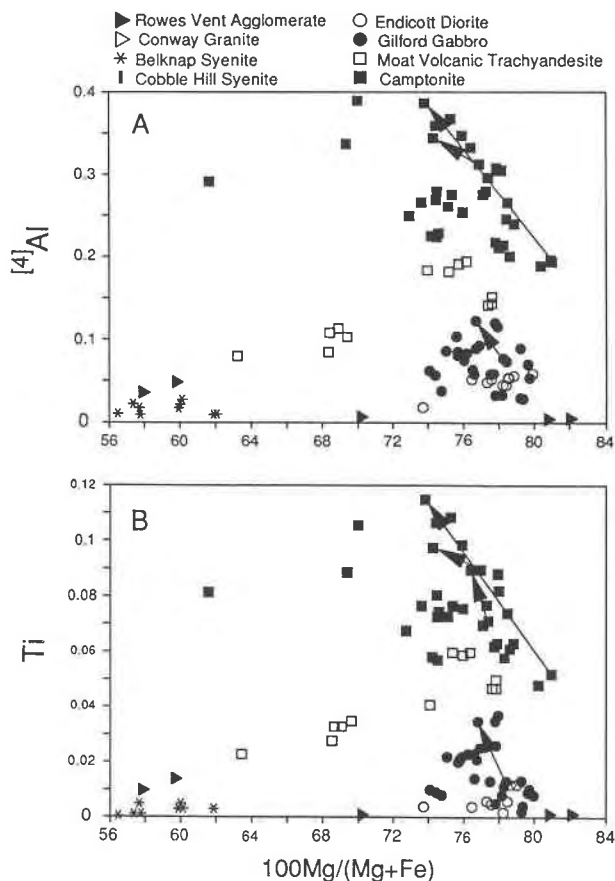 Rowes Vent Agglomerate Endicott Diorite
Conway Granite Gilford Gabbro
Belknap Syenite Moat Volcanic Trachyandesite
Cobble Hill Syenite Camptonite
A
0.4
0.3
0.2
0.1
0
[4]Al
56 60 64 68 72 76 80 84
B
0.12
0.1
0.08
0.06
0.04
0.02
0
Ti
56 60 64 68 72 76 80 84
100Mg/(Mg+Fe)